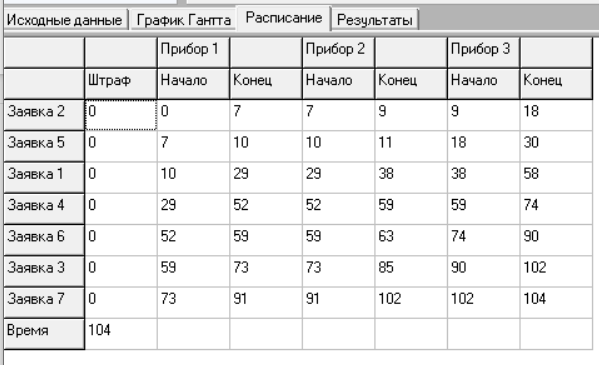 Исходные данные График Гантта Расписание Результаты
Прибор 1 Прибор 2 Прибор 3
Штраф Начало Конец Начало Конец Начало Конец
Заявка 2 0 0 7 7 9 9 18
Заявка 5 0 7 10 10 11 18 30
Заявка 1 0 10 29 29 38 38 58
Заявка 4 0 29 52 52 59 59 74
Заявка 6 0 52 59 59 63 74 90
Заявка 3 0 59 73 73 85 90 102
Заявка 7 0 73 91 91 102 102 104
Время 104